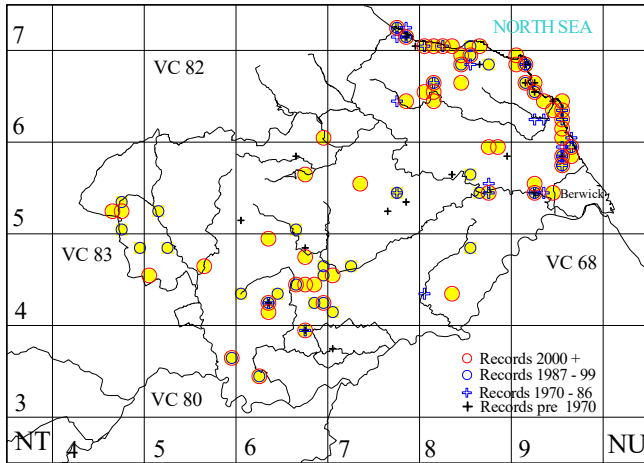 NORTH SEA
7
VC 82
6
Berwick
5
VC 83
VC 68
4
Records 2000 +
Records 1987 - 99
Records 1970 - 86
Records pre 1970
VC 80
3
NT 4 5 6 7 8 9 NU